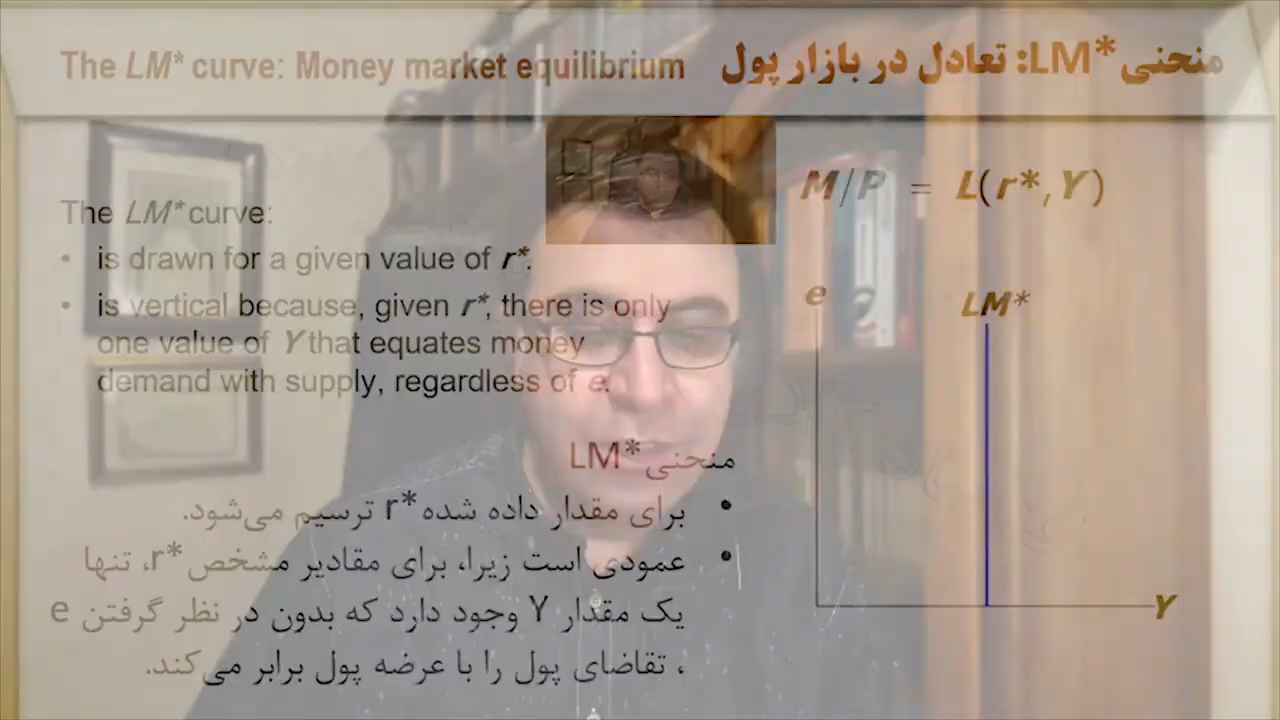 The LM* curve: Money market equilibrium
منحنی LM*: تعادل در بازار پول
The LM* curve:
• is drawn for a given value of r*.
• is vertical because, given r*, there is only
one value of Y that equates money
demand with supply, regardless of e.
منحنی LM*
• برای مقدار داده شده r* ترسیم می‌شود.
• عمودی است زیرا، برای مقادیر مشخص r*، تنها
یک مقدار Y وجود دارد که بدون در نظر گرفتن e
، تقاضای پول را با عرضه پول برابر می‌کند.
M/P = L(r*, Y)
e
LM*
Y